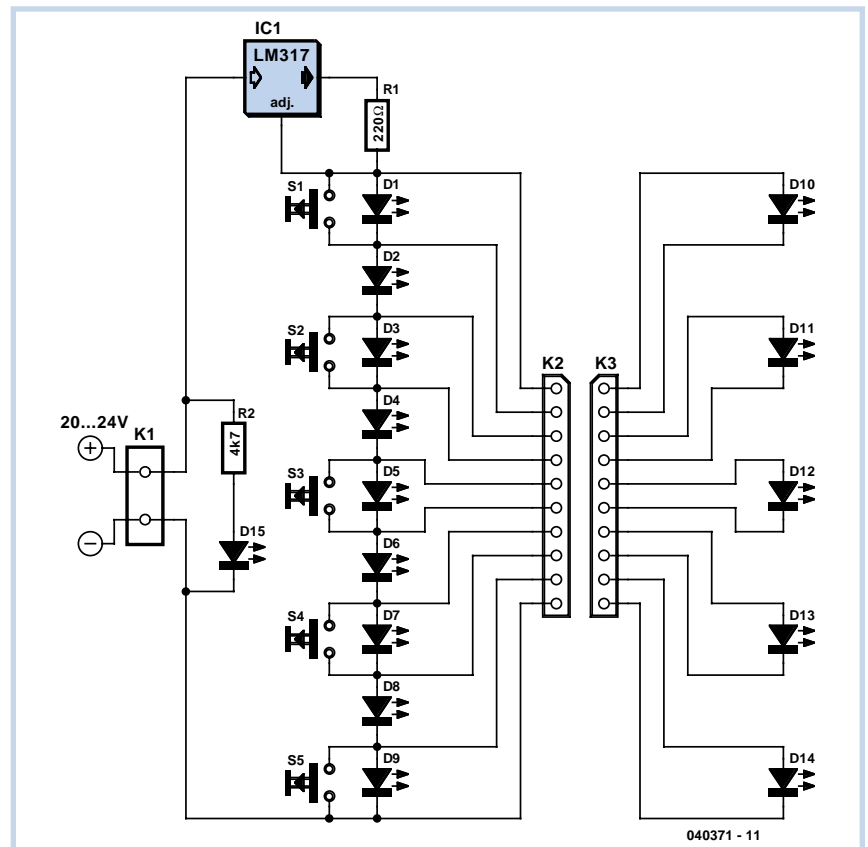 IC1
LM317
adj.
R1
220Ω
S1
D1
D10
D2
S2
D3
D11
K2
K3
D4
20...24V
K1
R2
4k7
S3
D5
D12
D15
D6
S4
D7
D13
D8
S5
D9
D14
040371 - 11